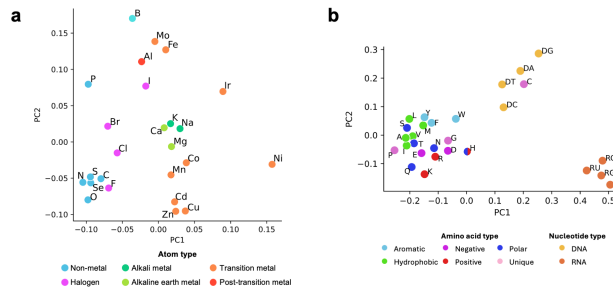 a
B
Mo
Fe
Al
P
I
Ir
Br
K
Na
Ca
Mg
Cl
Co
Ni
S
N
C
Mn
Se
F
O
Cd
Zn
Cu
0.15
0.10
0.05
0.00
−0.05
−0.10
PC2
−0.10
−0.05
0.00
0.05
0.10
0.15
PC1
Atom type
Non-metal
Alkali metal
Transition metal
Halogen
Alkaline earth metal
Post-transition metal
b
DG
DA
DT
C
DC
L
Y
W
S
F
M
A
V
G
T
N
I
D
H
P
E
R
Q
K
RU
0.3
0.2
0.1
0.0
−0.1
−0.2
PC2
−0.2
−0.1
0.0
0.1
0.2
0.3
0.4
0.5
PC1
Amino acid type
Nucleotide type
Aromatic
Negative
Polar
DNA
Hydrophobic
Positive
Unique
RNA